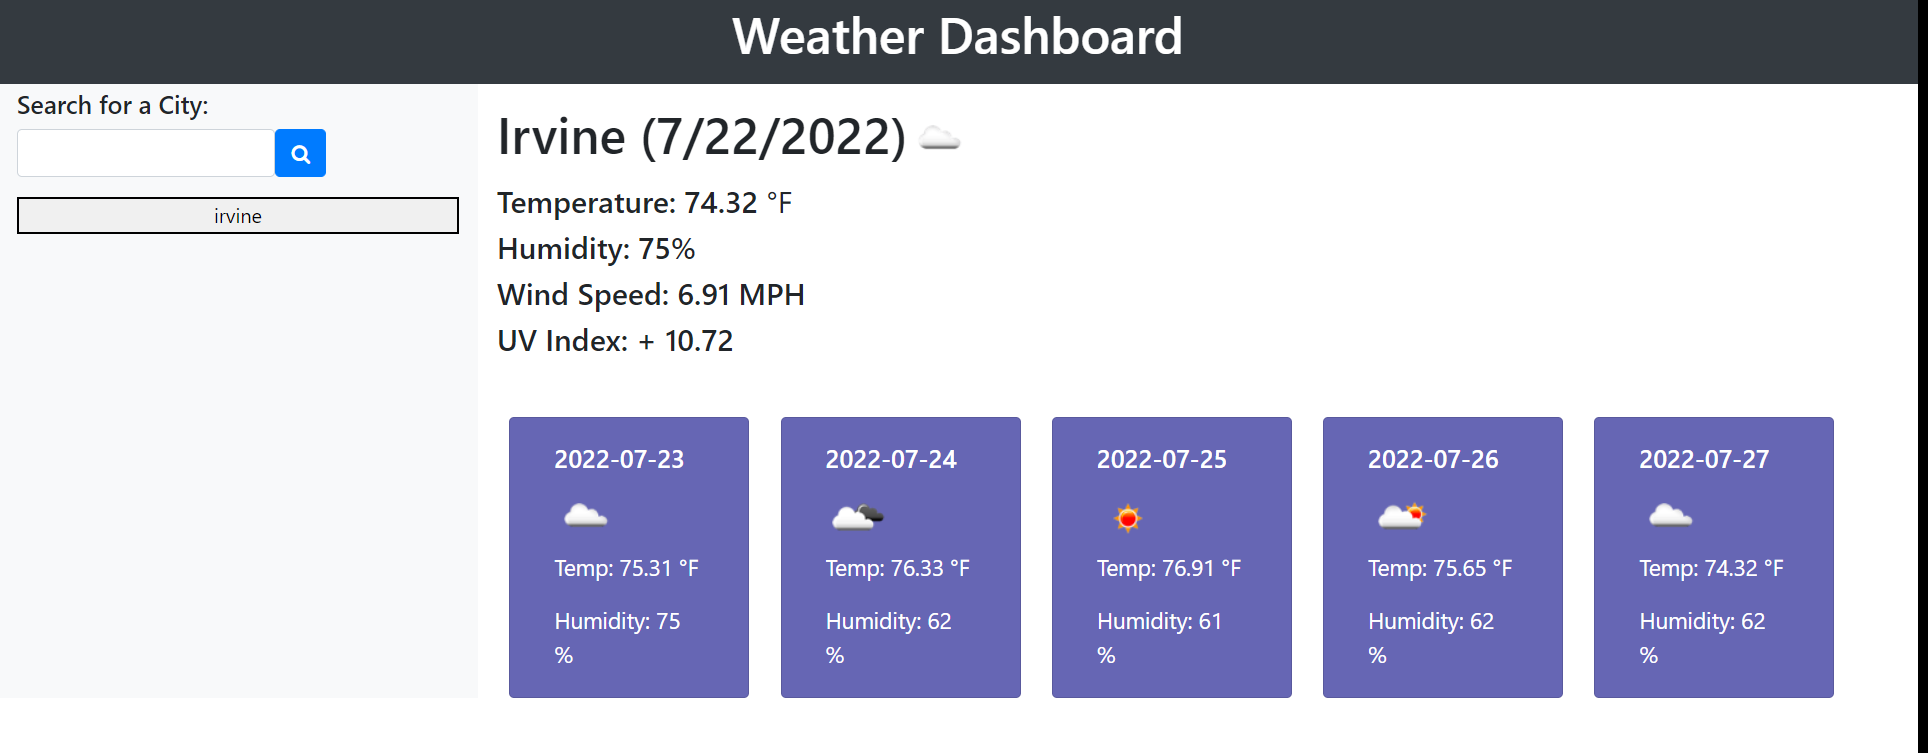 Weather Dashboard
Search for a City:
irvine
Irvine (7/22/2022)
Temperature: 74.32 °F
Humidity: 75%
Wind Speed: 6.91 MPH
UV Index: + 10.72
2022-07-23
Temp: 75.31 °F
Humidity: 75
%
2022-07-24
Temp: 76.33 °F
Humidity: 62
%
2022-07-25
Temp: 76.91 °F
Humidity: 61
%
2022-07-26
Temp: 75.65 °F
Humidity: 62
%
2022-07-27
Temp: 74.32 °F
Humidity: 62
%